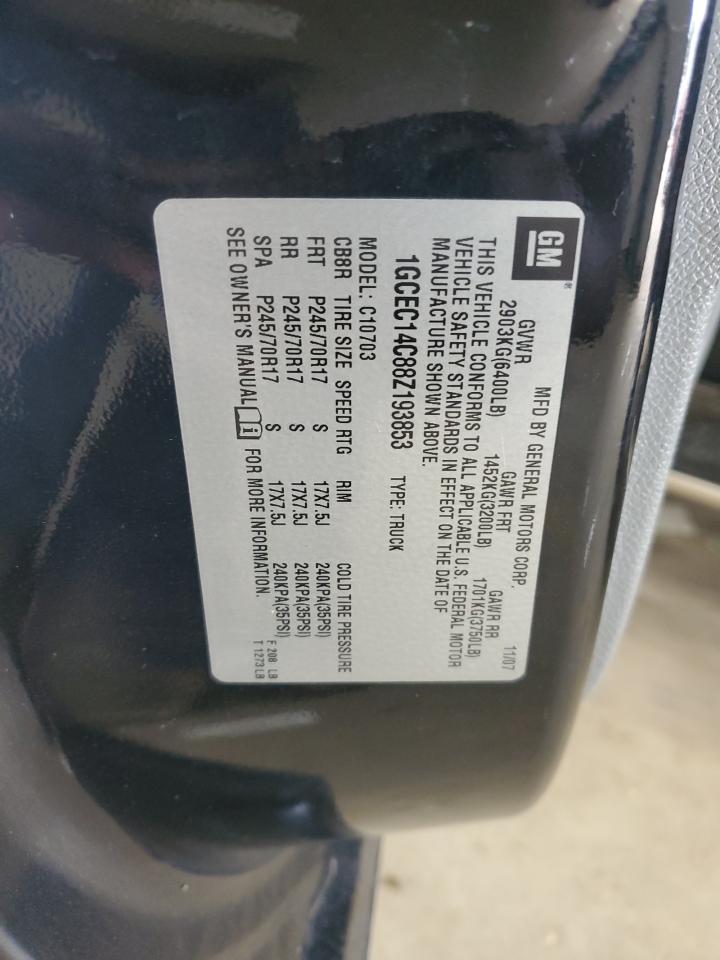 GM®
MFD BY GENERAL MOTORS CORP. 11/07
GVWR GAWR FRT GAWR RR
2903KG(6400LB) 1452KG(3200LB) 1701KG(3750LB)
THIS VEHICLE CONFORMS TO ALL APPLICABLE U.S. FEDERAL MOTOR
VEHICLE SAFETY STANDARDS IN EFFECT ON THE DATE OF
MANUFACTURE SHOWN ABOVE.
1GCEC14C88Z193853 TYPE: TRUCK
MODEL: C10703
CB8R TIRE SIZE SPEED RTG RIM COLD TIRE PRESSURE
FRT P245/70R17 S 17X7.5J 240KPA(35PSI)
RR P245/70R17 S 17X7.5J 240KPA(35PSI)
SPA P245/70R17 S 17X7.5J 240KPA(35PSI)
SEE OWNER'S MANUAL i FOR MORE INFORMATION.
F 208 LB
T 1273LB